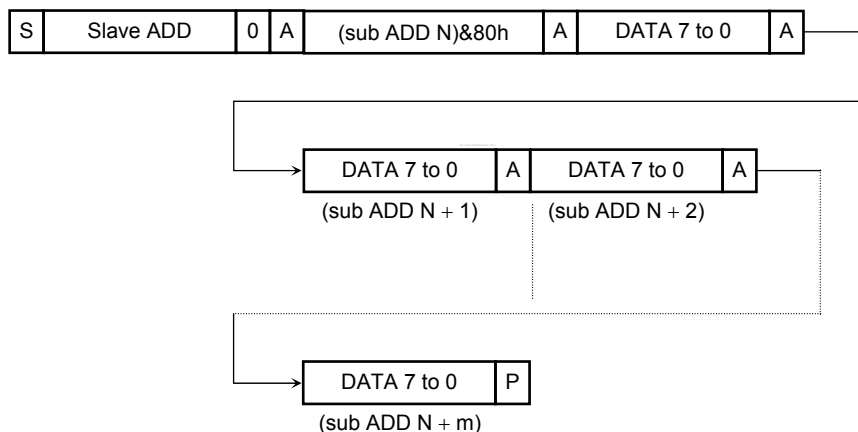 S Slave ADD 0 A (sub ADD N)&80h A DATA 7 to 0 A
DATA 7 to 0 A DATA 7 to 0 A
(sub ADD N + 1) (sub ADD N + 2)
DATA 7 to 0 P
(sub ADD N + m)